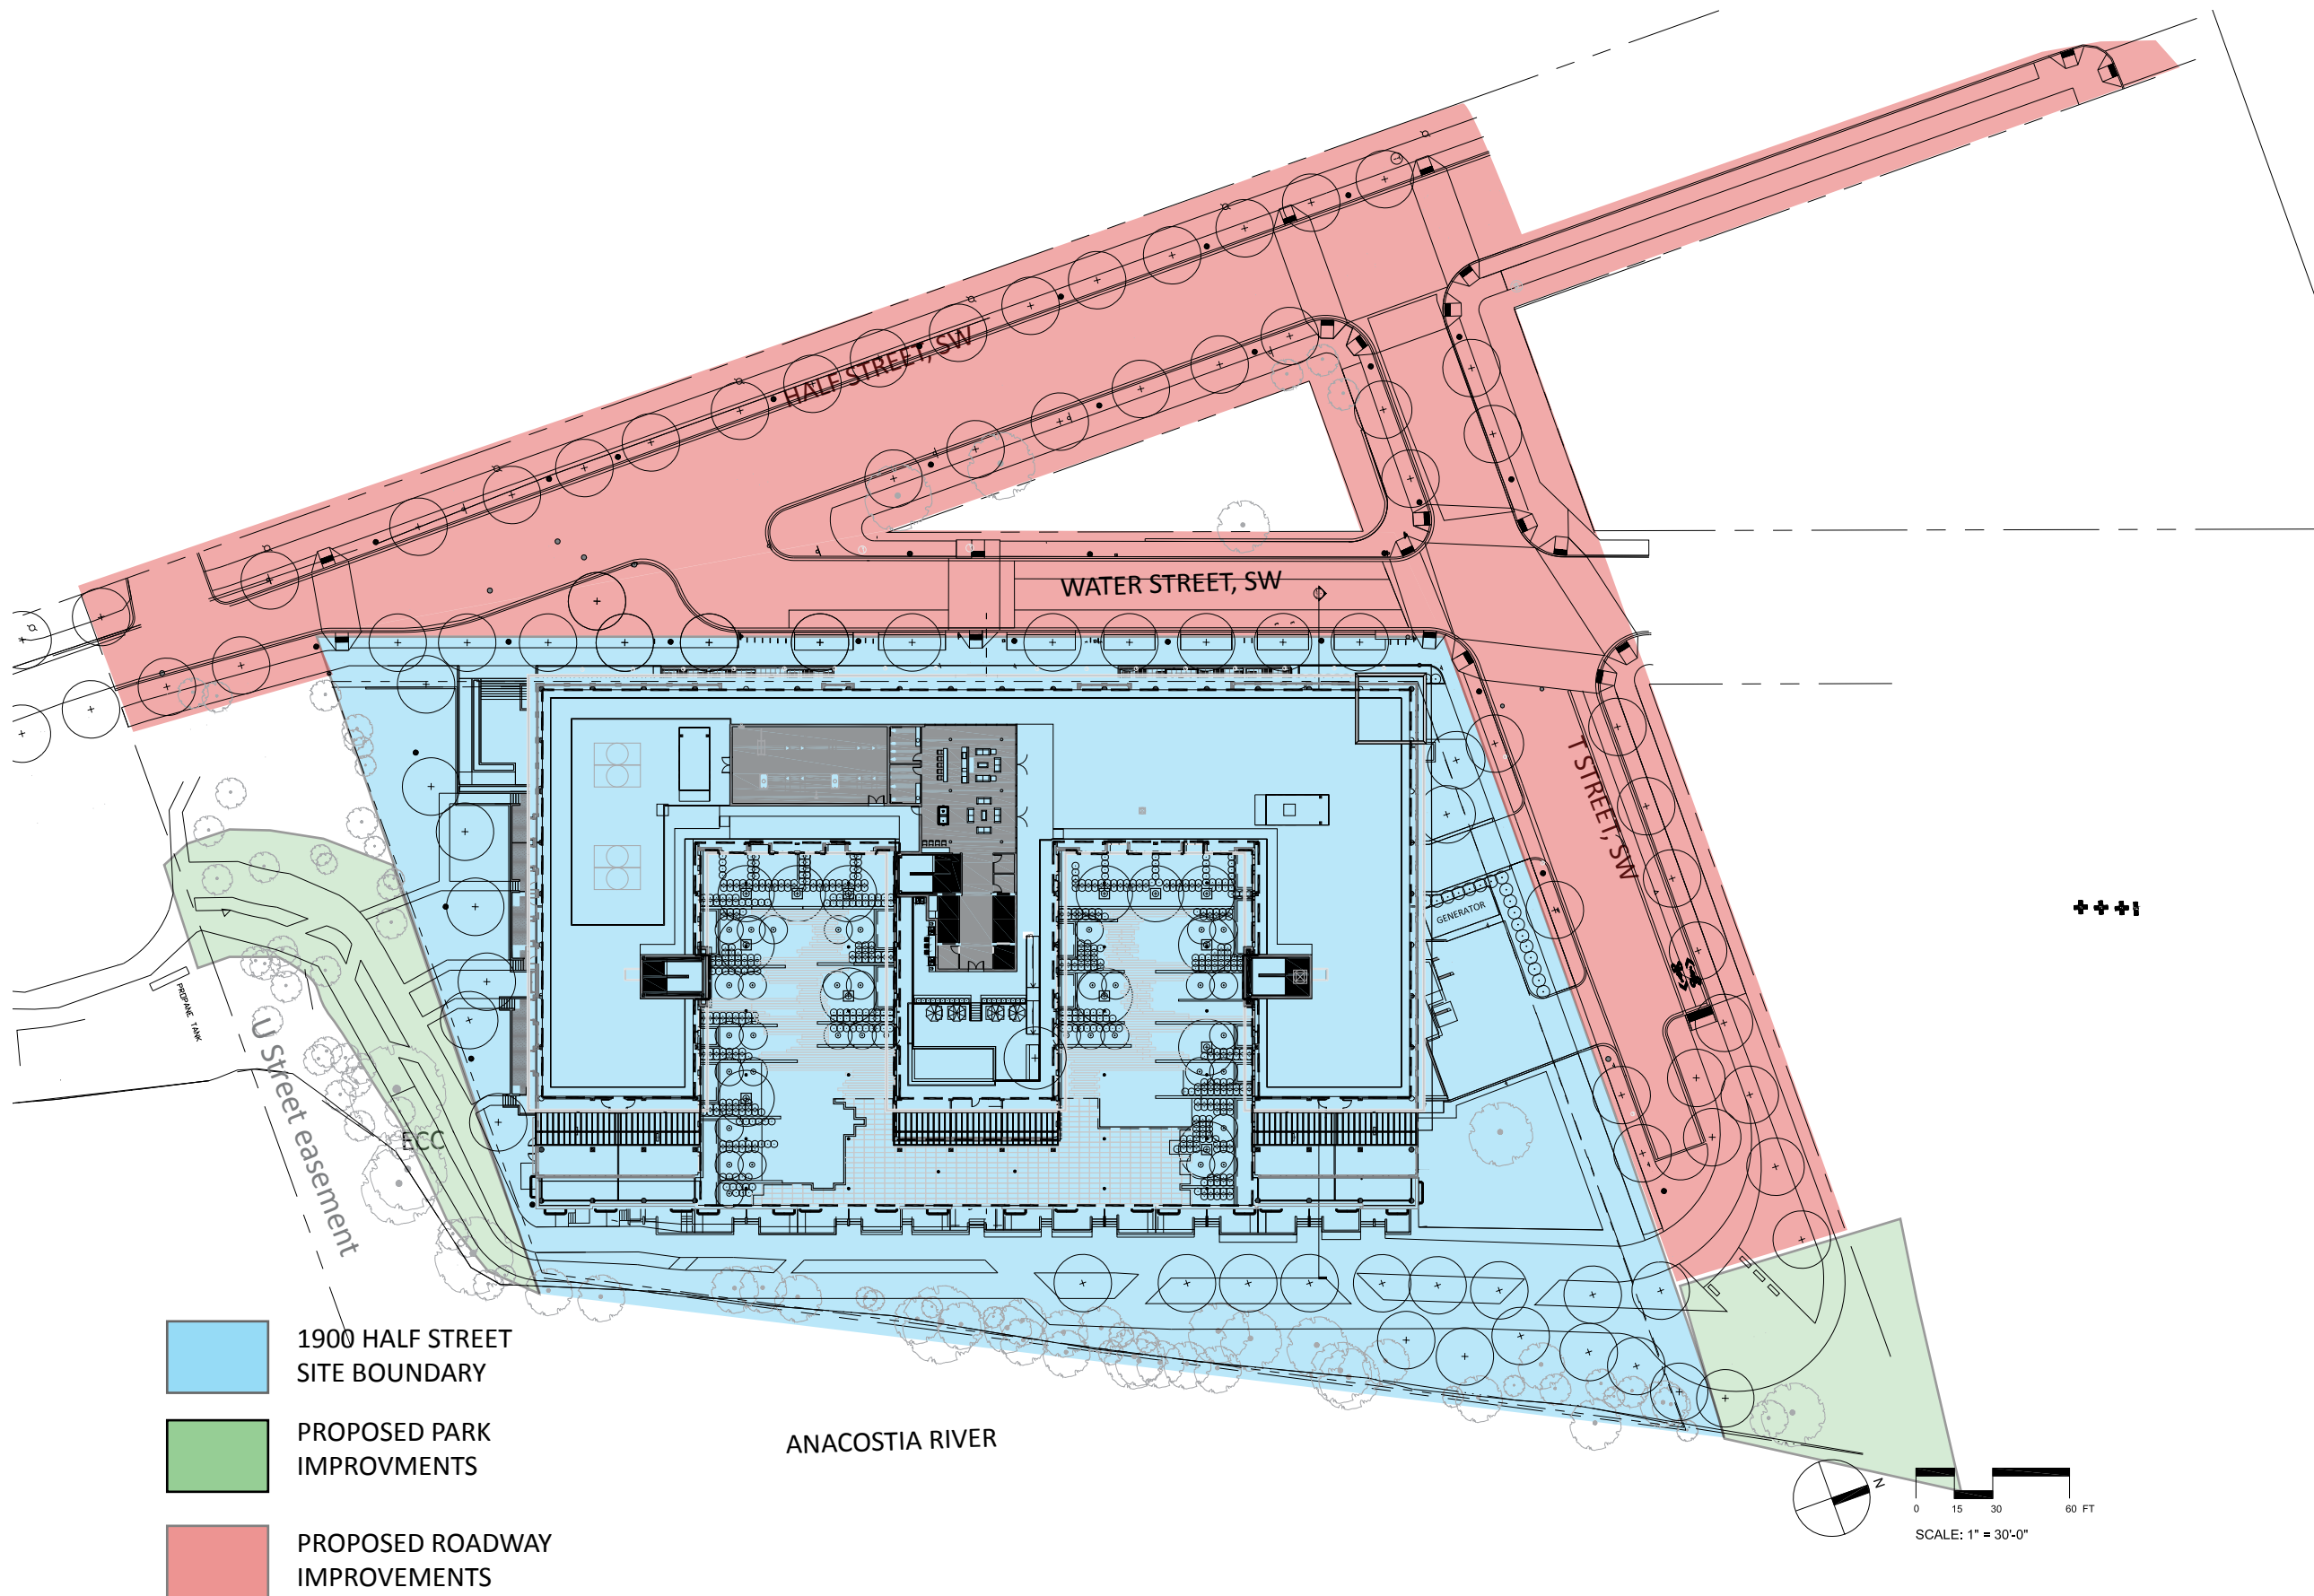 HALF STREET, SW
WATER STREET, SW
T STREET, SW
GENERATOR
PROPANE TANK
U Street easement
ECC
1900 HALF STREET
SITE BOUNDARY
PROPOSED PARK
IMPROVMENTS
PROPOSED ROADWAY
IMPROVEMENTS
ANACOSTIA RIVER
N
0 15 30 60 FT
SCALE: 1" = 30'-0"